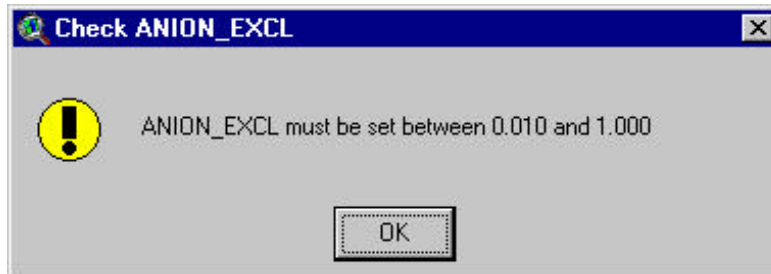 Check ANION_EXCL
ANION_EXCL must be set between 0.010 and 1.000
OK